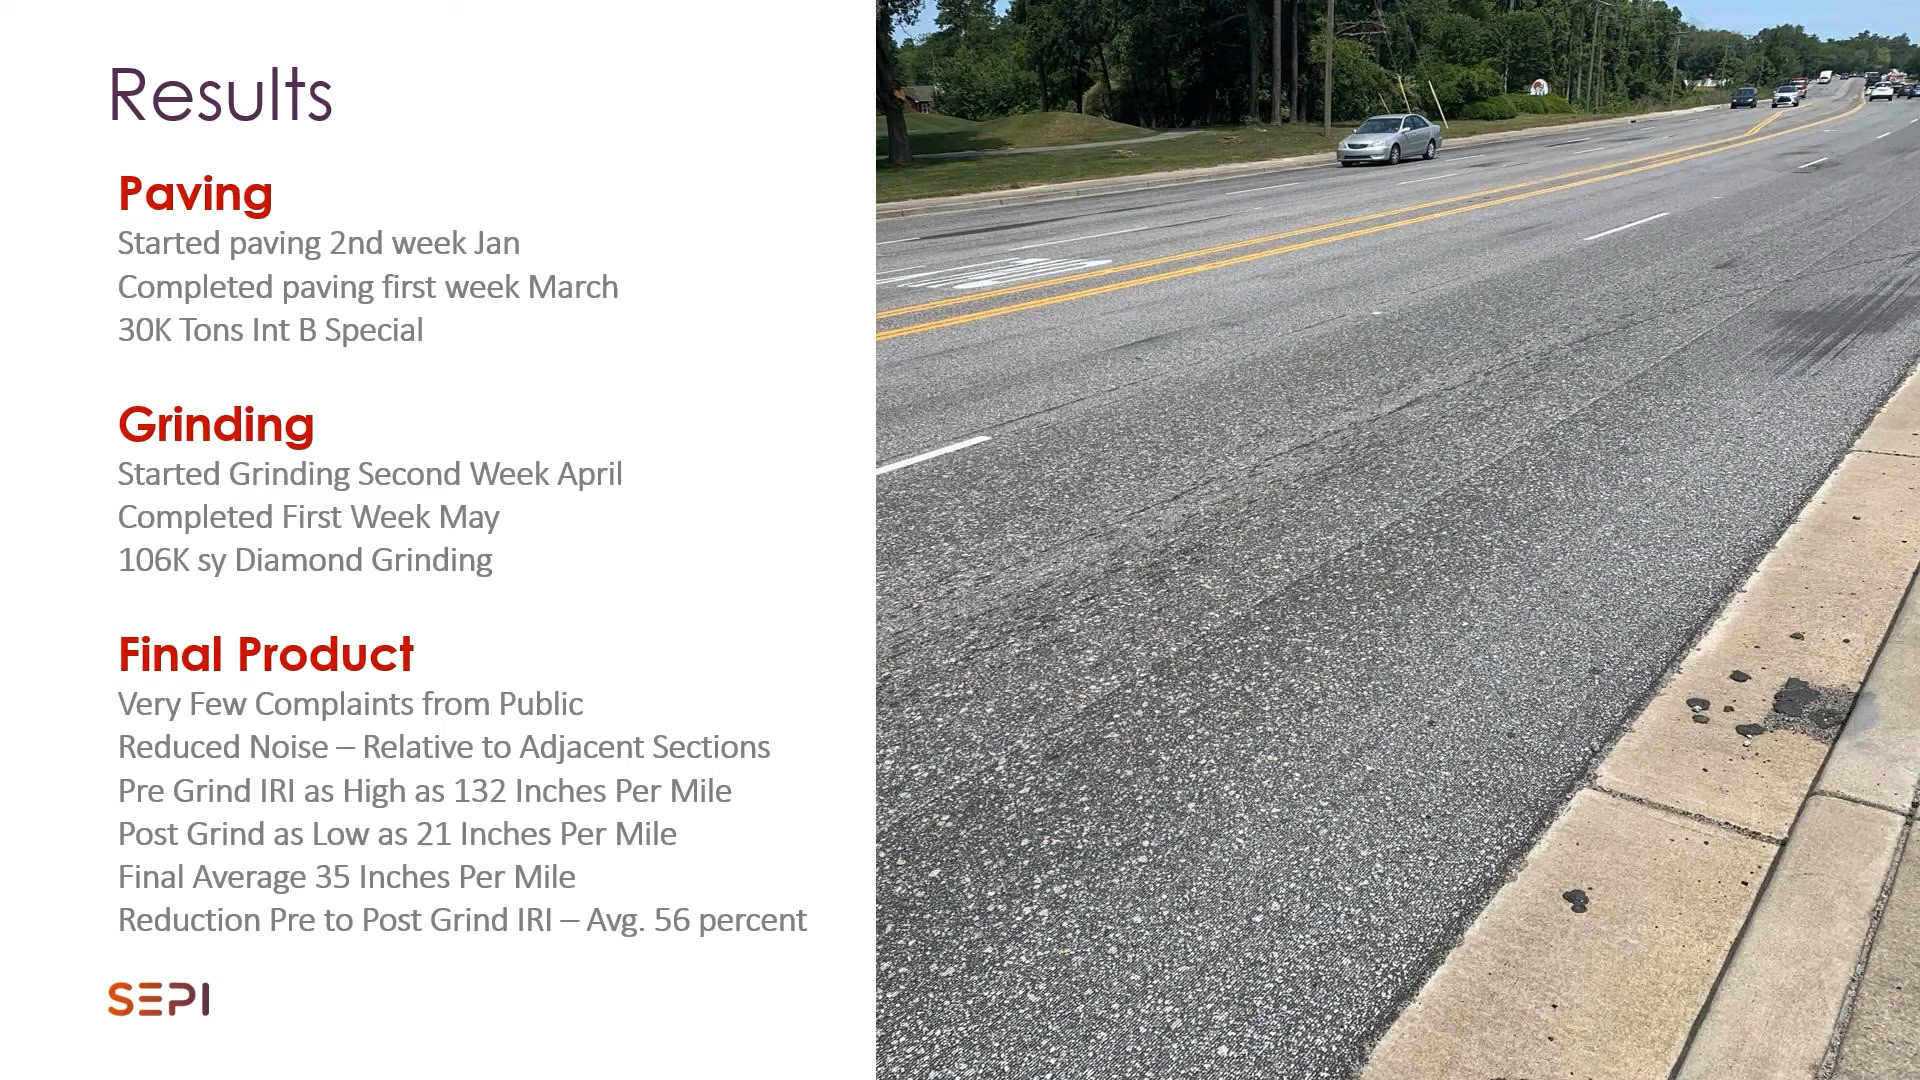 Results
Paving
Started paving 2nd week Jan
Completed paving first week March
30K Tons Int B Special
Grinding
Started Grinding Second Week April
Completed First Week May
106K sy Diamond Grinding
Final Product
Very Few Complaints from Public
Reduced Noise – Relative to Adjacent Sections
Pre Grind IRI as High as 132 Inches Per Mile
Post Grind as Low as 21 Inches Per Mile
Final Average 35 Inches Per Mile
Reduction Pre to Post Grind IRI – Avg. 56 percent
SEPI